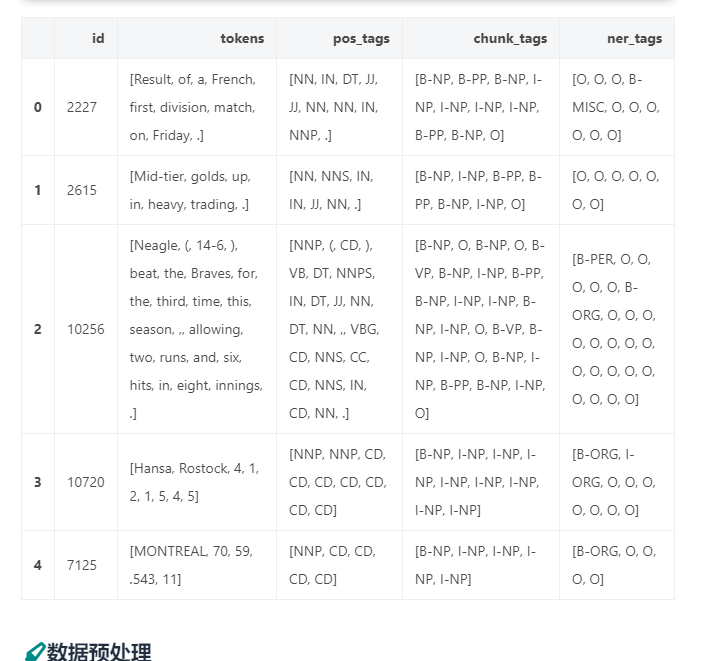 id tokens pos_tags chunk_tags ner_tags
0 2227 [Result, of, a, French, first, division, match, on, Friday, .] [NN, IN, DT, JJ, JJ, NN, NN, IN, NNP, .] [B-NP, B-PP, B-NP, I-NP, I-NP, I-NP, I-NP, B-PP, B-NP, O] [O, O, O, B-MISC, O, O, O, O, O, O]
1 2615 [Mid-tier, golds, up, in, heavy, trading, .] [NN, NNS, IN, IN, JJ, NN, .] [B-NP, I-NP, B-PP, B-PP, B-NP, I-NP, O] [O, O, O, O, O, O, O]
2 10256 [Neagle, (, 14-6, ), beat, the, Braves, for, the, third, time, this, season, ,, allowing, two, runs, and, six, hits, in, eight, innings, .] [NNP, (, CD, ), VB, DT, NNPS, IN, DT, JJ, NN, DT, NN, ,, VBG, CD, NNS, CC, CD, NNS, IN, CD, NN, .] [B-NP, O, B-NP, O, B-VP, B-NP, I-NP, B-PP, B-NP, I-NP, I-NP, B-NP, I-NP, O, B-VP, B-NP, I-NP, O, B-NP, I-NP, B-PP, B-NP, I-NP, O] [B-PER, O, O, O, O, O, B-ORG, O, O, O, O, O, O, O, O, O, O, O, O, O, O, O, O, O]
3 10720 [Hansa, Rostock, 4, 1, 2, 1, 5, 4, 5] [NNP, NNP, CD, CD, CD, CD, CD, CD, CD] [B-NP, I-NP, I-NP, I-NP, I-NP, I-NP, I-NP, I-NP, I-NP] [B-ORG, I-ORG, O, O, O, O, O, O, O]
4 7125 [MONTREAL, 70, 59, .543, 11] [NNP, CD, CD, CD, CD] [B-NP, I-NP, I-NP, I-NP, I-NP] [B-ORG, O, O, O, O]
数据预处理